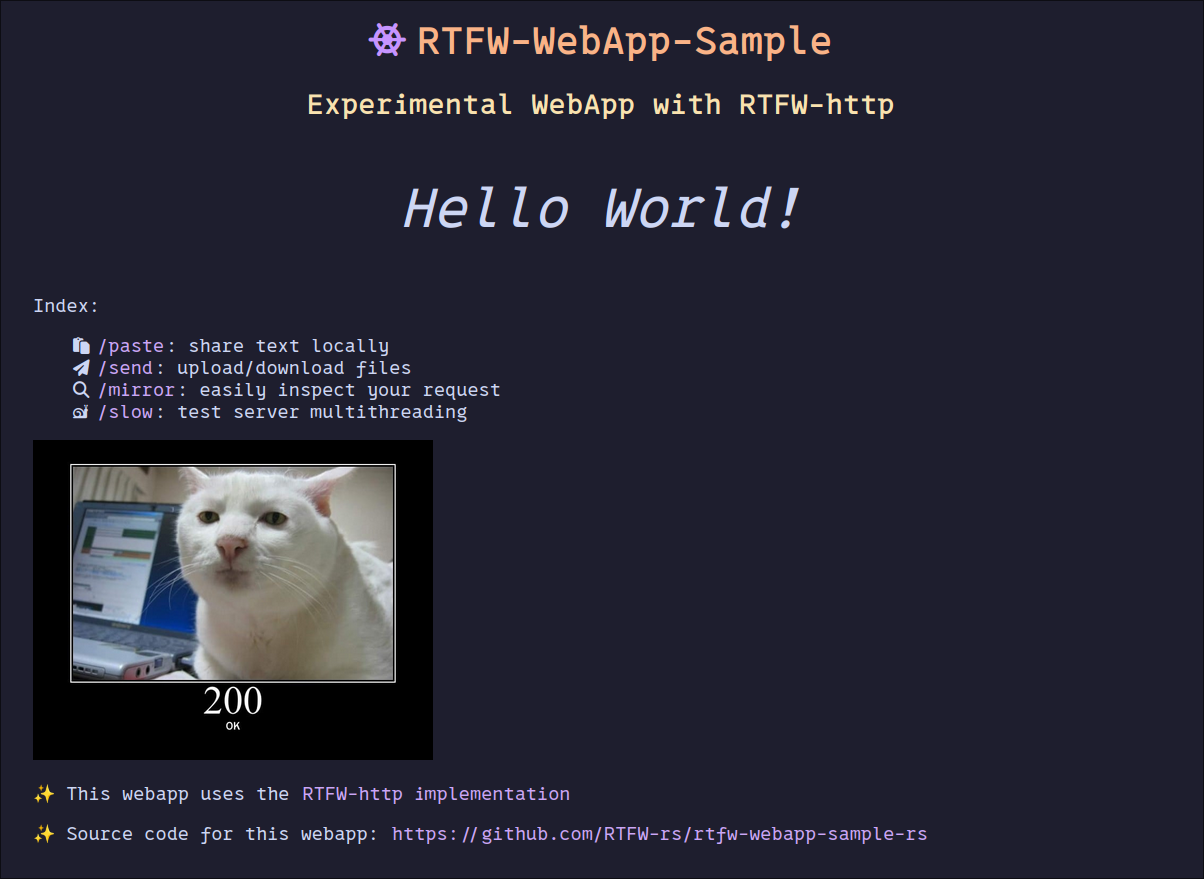 RTFW-WebApp-Sample
Experimental WebApp with RTFW-http
Hello World!
Index:
/paste: share text locally
/send: upload/download files
/mirror: easily inspect your request
/slow: test server multithreading
200
OK
✨ This webapp uses the RTFW-http implementation
✨ Source code for this webapp: https://github.com/RTFW-rs/rtfw-webapp-sample-rs